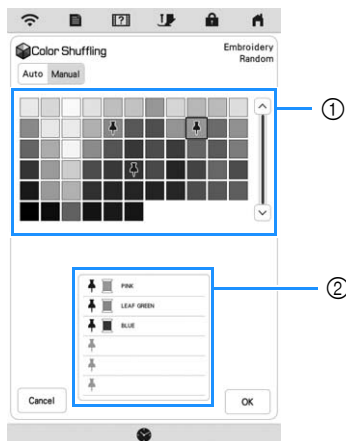 Color Shuffling
Embroidery
Random
Auto Manual
①
②
PINK
LEAF GREEN
BLUE
Cancel
OK